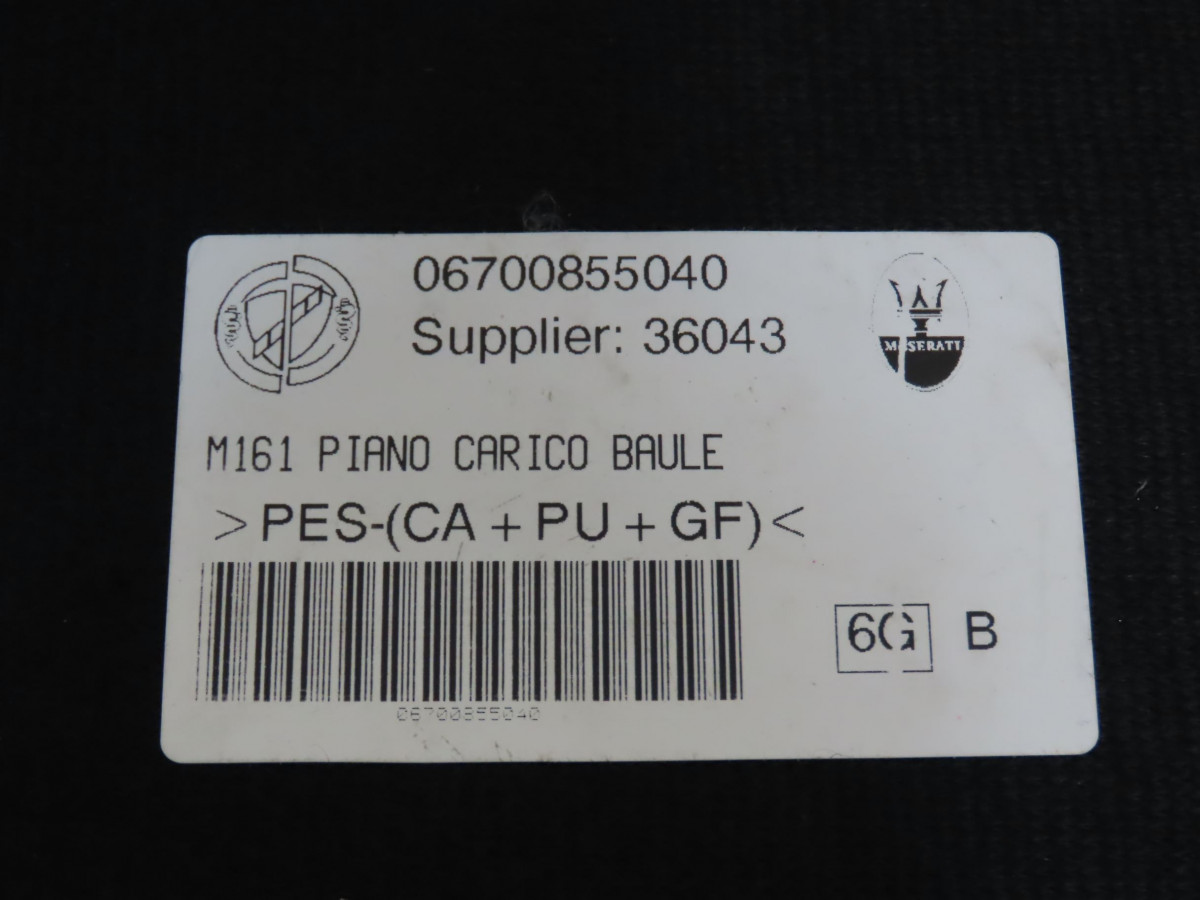 06700855040
Supplier: 36043
MASERATI
M161 PIANO CARICO BAULE
>PES-(CA + PU + GF)<
6G B
06700855040